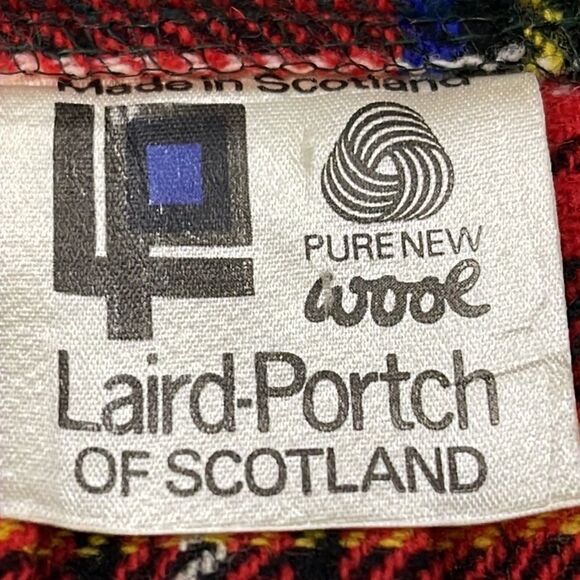 Made in Scotland
PURE NEW
wool
Laird-Portch
OF SCOTLAND